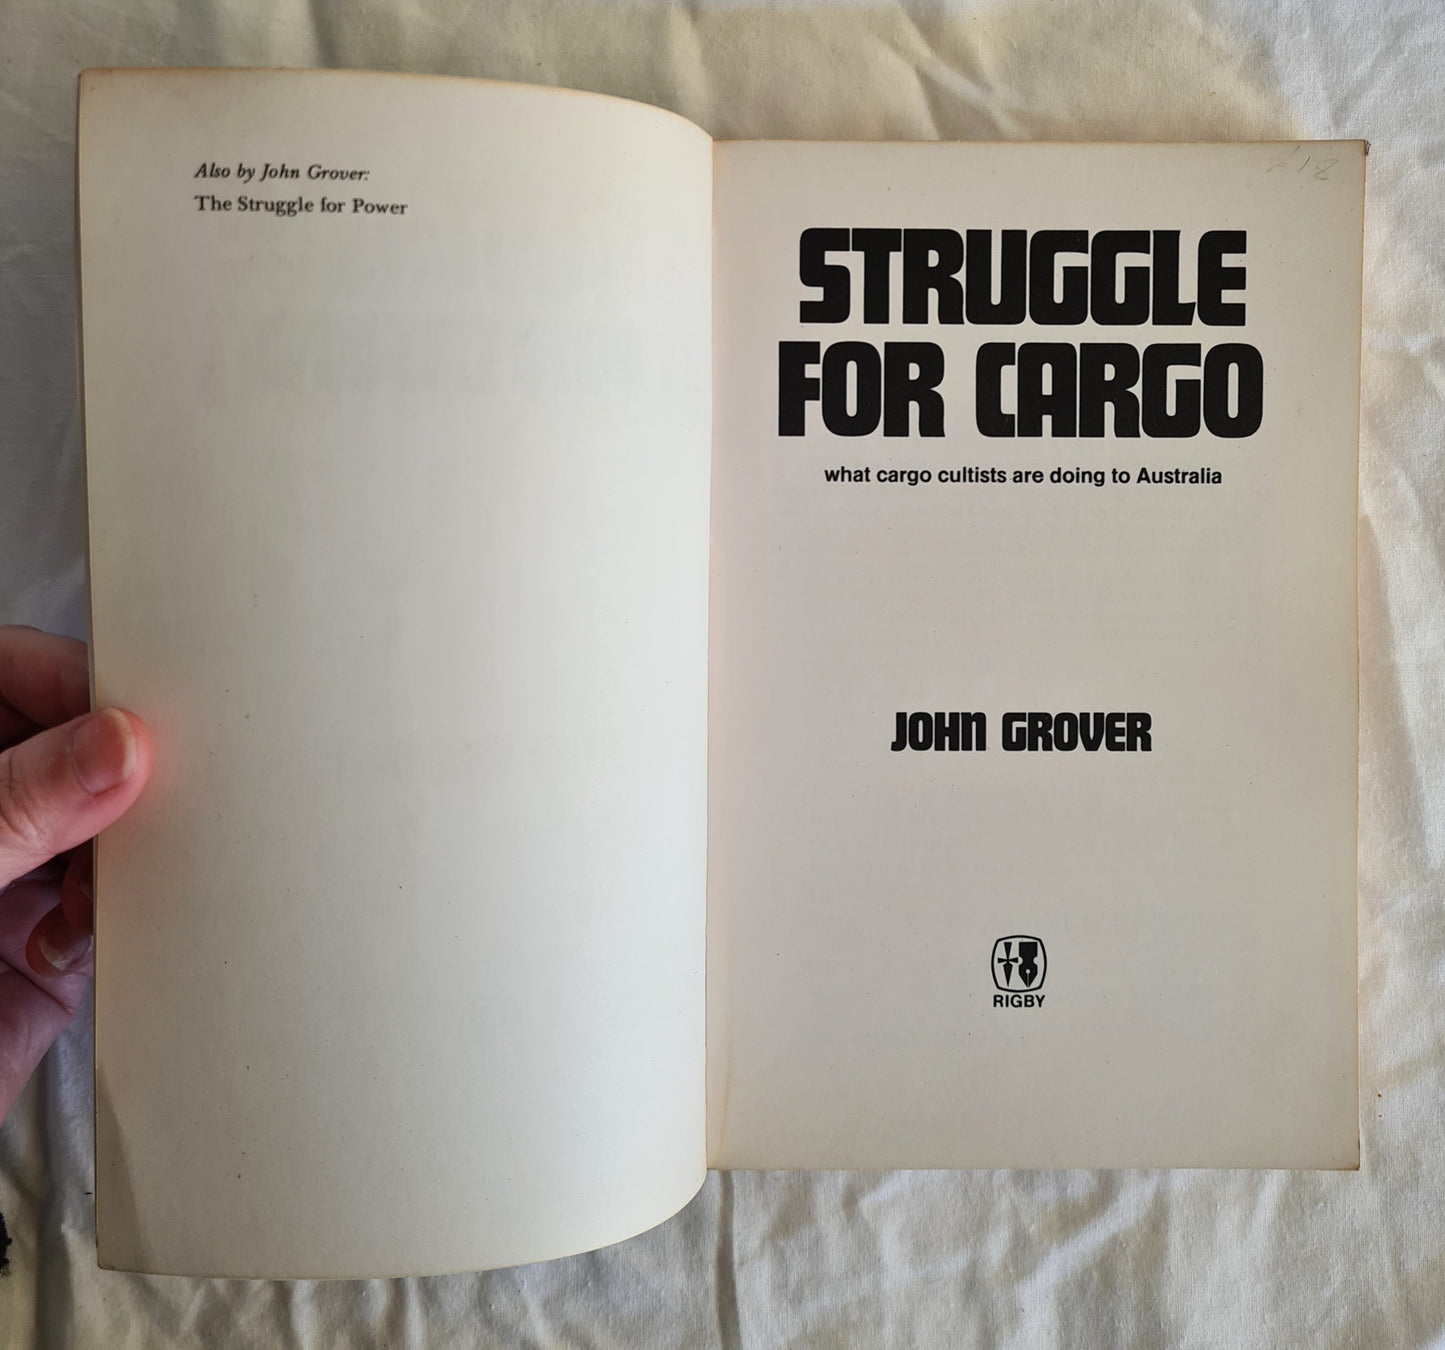 Also by John Grover:
The Struggle for Power
$18
STRUGGLE
FOR CARGO
what cargo cultists are doing to Australia
JOHN GROVER
RIGBY